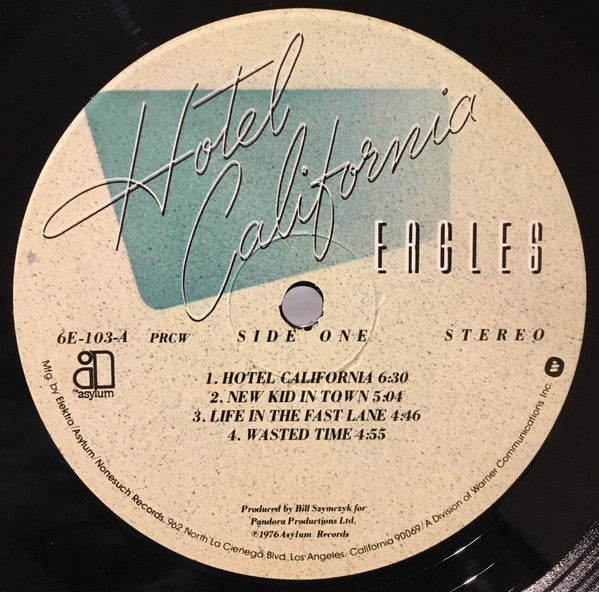 Hotel
California
EAGLES
6E-103-A PRCW SIDE ONE STEREO
asylum
1. HOTEL CALIFORNIA 6:30
2. NEW KID IN TOWN 5:04
3. LIFE IN THE FAST LANE 4:46
4. WASTED TIME 4:55
Produced by Bill Szymczyk for
Pandora Productions Ltd.
℗1976 Asylum Records
Mfg. by Elektra/Asylum/Nonesuch Records, 962 North La Cienega Blvd., Los Angeles, California 90069/A Division of Warner Communications Inc.